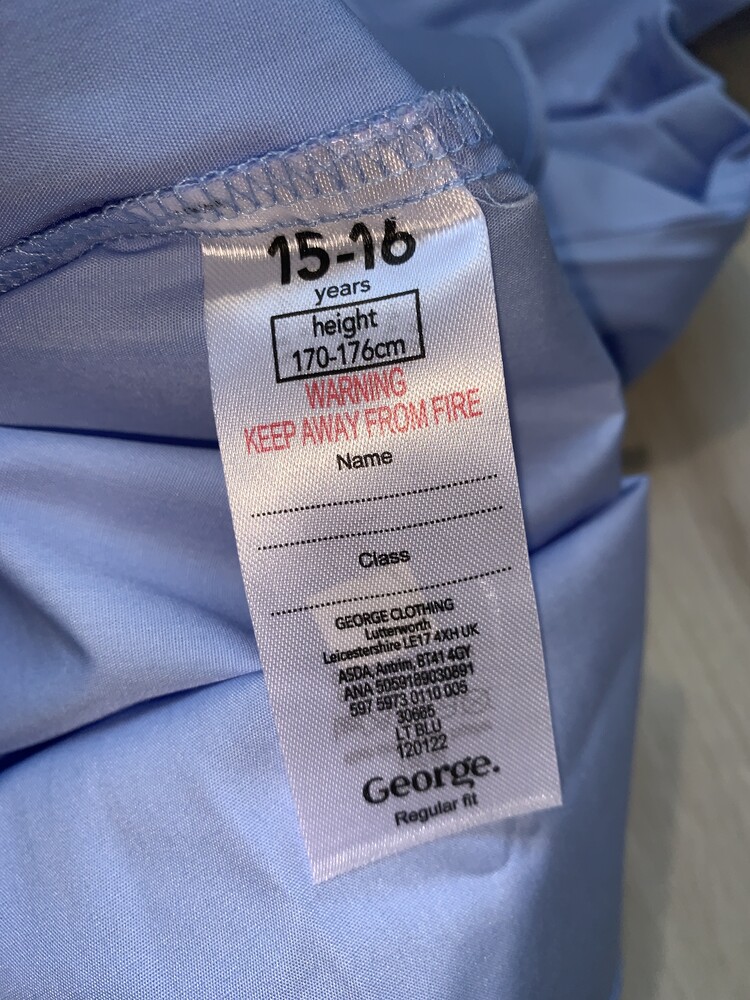 15-16
years
height
170-176cm
WARNING
KEEP AWAY FROM FIRE
Name
Class
GEORGE CLOTHING
Lutterworth
Leicestershire LE17 4XH UK
ASDA, Antrim, BT41 4GY
ANA 5059189030891
597 5973 0110 005
30685
LT BLU
120122
George.
Regular fit